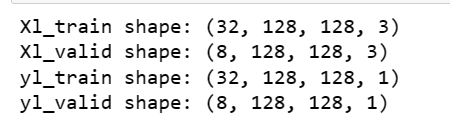 Xl_train shape: (32, 128, 128, 3)
Xl_valid shape: (8, 128, 128, 3)
yl_train shape: (32, 128, 128, 1)
yl_valid shape: (8, 128, 128, 1)